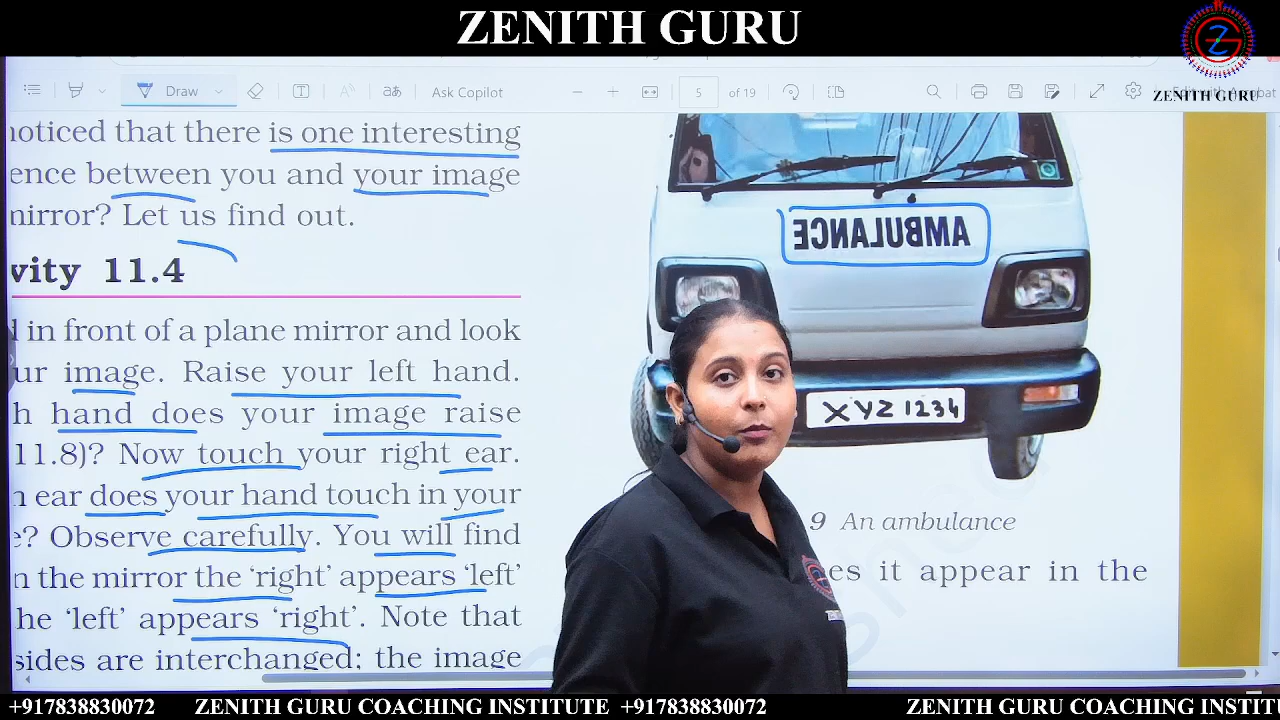 ZENITH GURU
ZENITH GURU
Draw
Ask Copilot
5
of 19
noticed that there is one interesting
ence between you and your image
mirror? Let us find out.
vity 11.4
in front of a plane mirror and look
ur image. Raise your left hand.
h hand does your image raise
11.8)? Now touch your right ear.
ear does your hand touch in your
e? Observe carefully. You will find
n the mirror the ‘right’ appears ‘left’
he ‘left’ appears ‘right’. Note that
sides are interchanged; the image
AMBULANCE
XYZ 1234
9 An ambulance
es it appear in the
+917838830072 ZENITH GURU COACHING INSTITUTE +917838830072 ZENITH GURU COACHING INSTITU